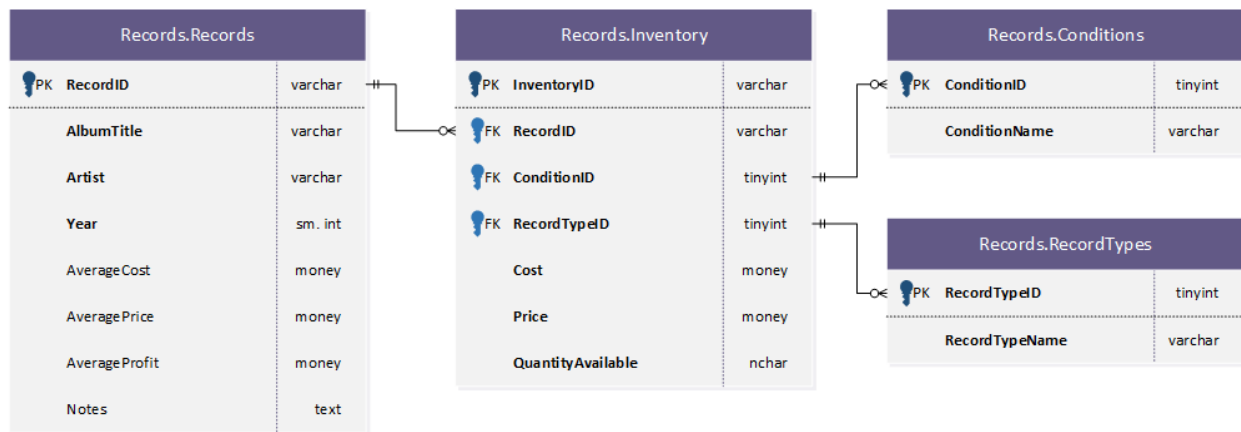 Records.Records
PK RecordID varchar
AlbumTitle varchar
Artist varchar
Year sm. int
AverageCost money
AveragePrice money
AverageProfit money
Notes text
Records.Inventory
PK InventoryID varchar
FK RecordID varchar
FK ConditionID tinyint
FK RecordTypeID tinyint
Cost money
Price money
QuantityAvailable nchar
Records.Conditions
PK ConditionID tinyint
ConditionName varchar
Records.RecordTypes
PK RecordTypeID tinyint
RecordTypeName varchar